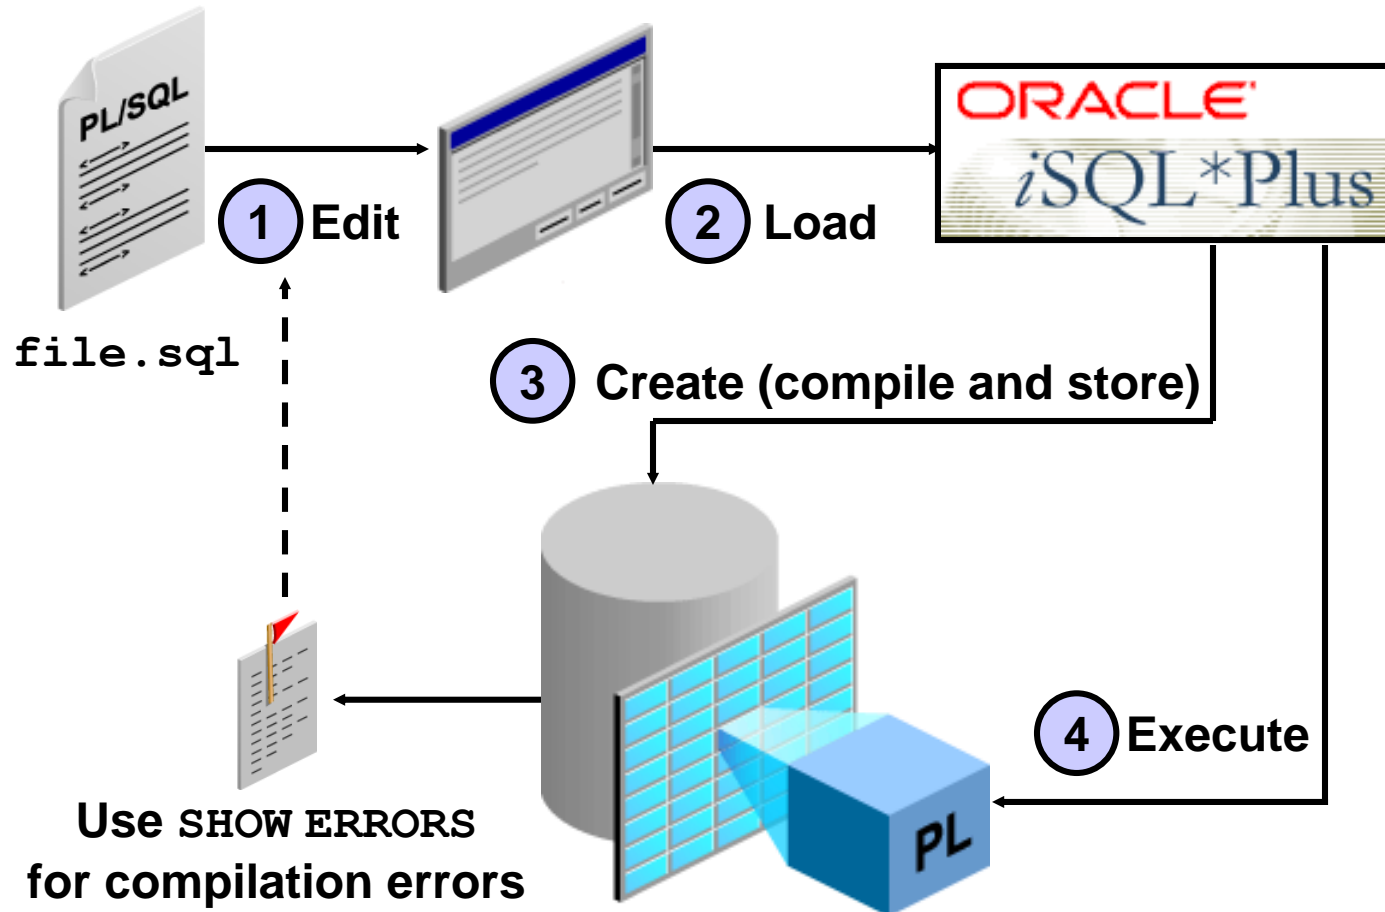 PL/SQL
ORACLE
iSQL*Plus
1 Edit
2 Load
file.sql
3 Create (compile and store)
4 Execute
PL
Use SHOW ERRORS
for compilation errors